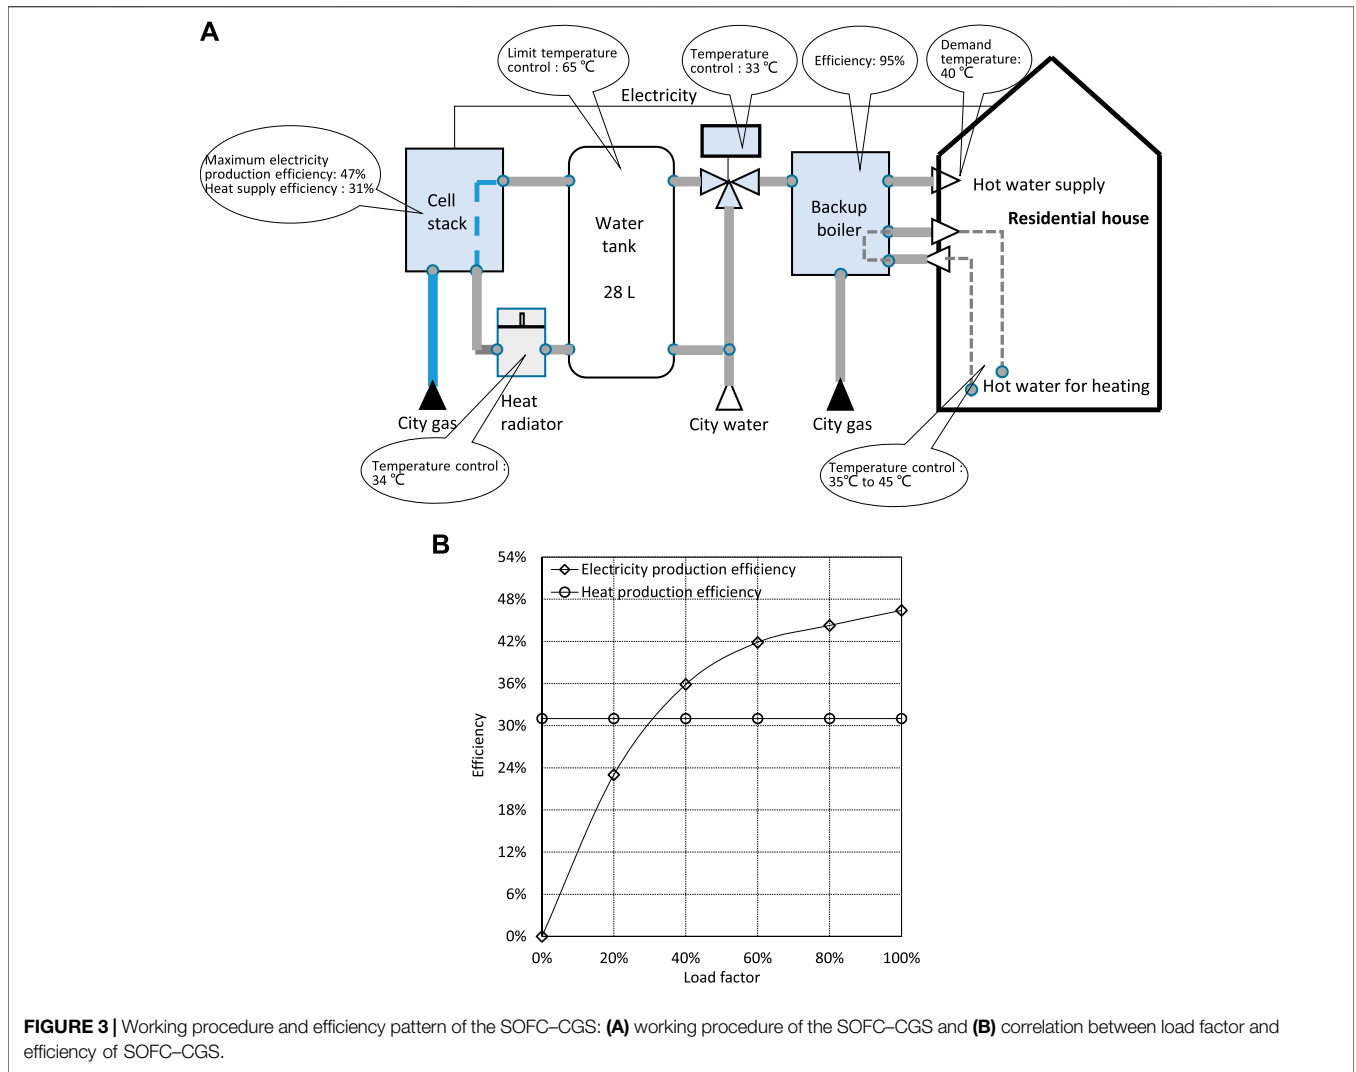 A
Limit temperature
control : 65 ℃
Temperature
control : 33 ℃
Efficiency: 95%
Demand
temperature:
40 ℃
Electricity
Maximum electricity
production efficiency: 47%
Heat supply efficiency : 31%
Cell
stack
Water
tank
28 L
Backup
boiler
Hot water supply
Residential house
Hot water for heating
City gas
Heat
radiator
City water
City gas
Temperature control :
34 ℃
Temperature control :
35℃ to 45 ℃
B
54%
48%
42%
36%
30%
24%
18%
12%
6%
0%
Efficiency
Electricity production efficiency
Heat production efficiency
0% 20% 40% 60% 80% 100%
Load factor
FIGURE 3 | Working procedure and efficiency pattern of the SOFC–CGS: (A) working procedure of the SOFC–CGS and (B) correlation between load factor and
efficiency of SOFC–CGS.